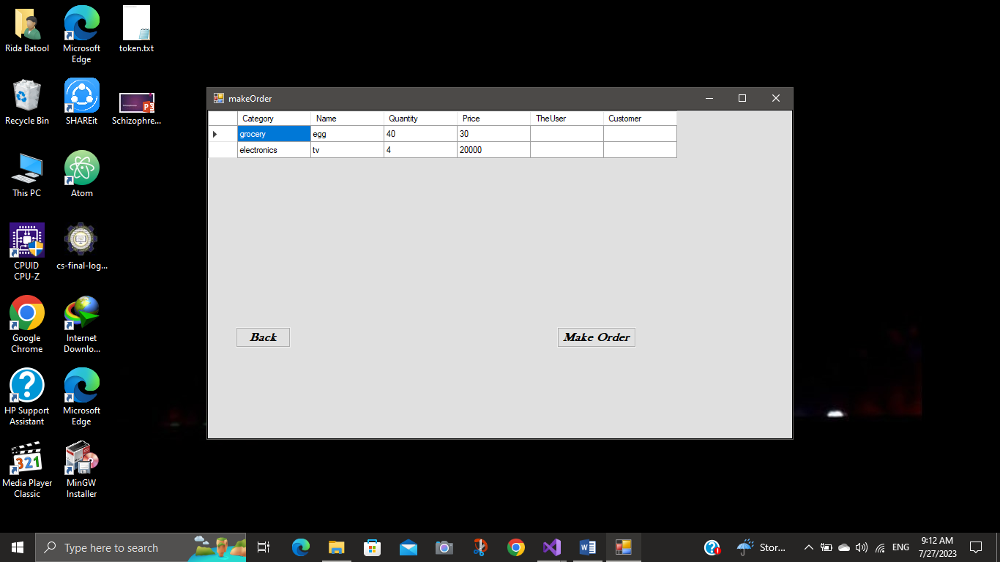 Rida Batool
Microsoft
Edge
token.txt
Recycle Bin
SHAREit
Schizophre...
This PC
Atom
CPUID
CPU-Z
cs-final-log...
Google
Chrome
Internet
Downlo...
HP Support
Assistant
Microsoft
Edge
321
Media Player
Classic
MinGW
Installer
makeOrder
Category Name Quantity Price TheUser Customer
grocery egg 40 30
electronics tv 4 20000
Back
Make Order
Type here to search
Stor...
ENG
9:12 AM
7/27/2023